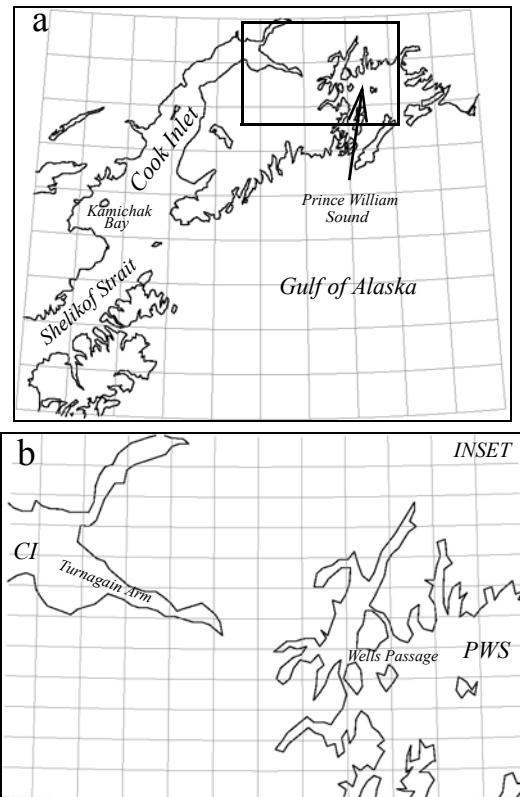 a
Cook Inlet
Kamichak
Bay
Prince William
Sound
Shelikof Strait
Gulf of Alaska
b
INSET
CI
Turnagain Arm
Wells Passage
PWS